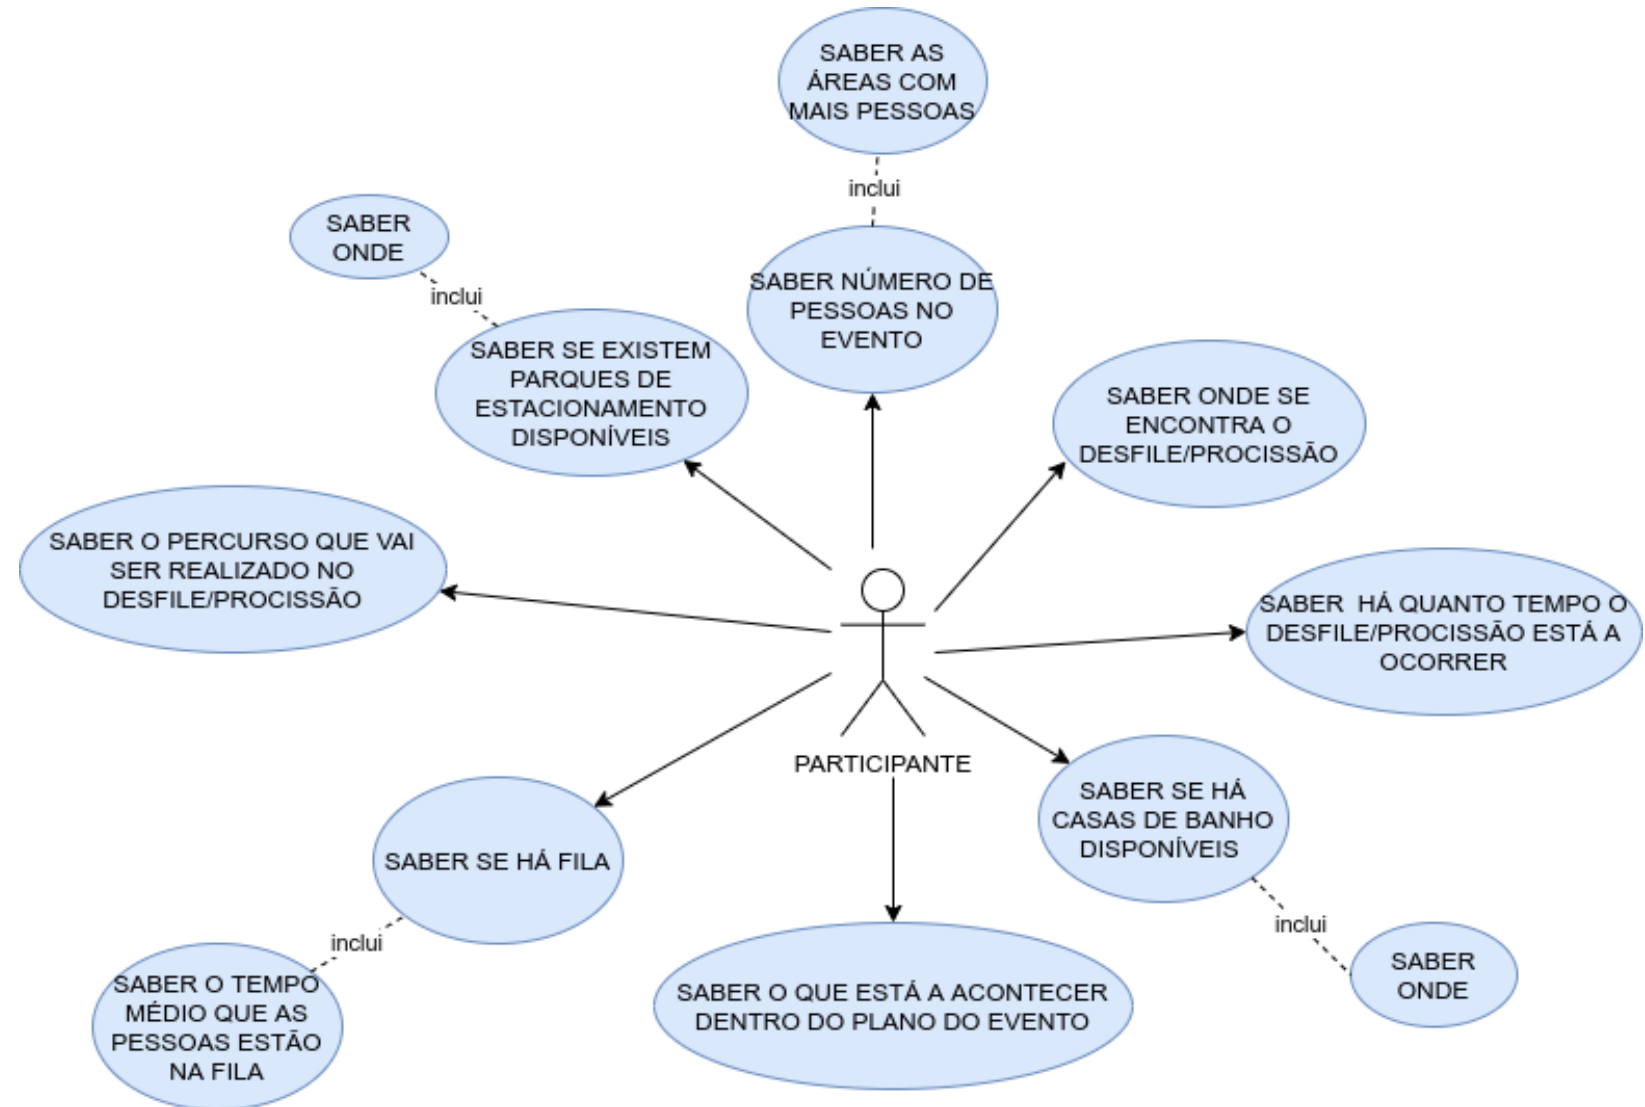 SABER AS
ÁREAS COM
MAIS PESSOAS
inclui
SABER
ONDE
inclui
SABER NÚMERO DE
PESSOAS NO
EVENTO
SABER SE EXISTEM
PARQUES DE
ESTACIONAMENTO
DISPONÍVEIS
SABER ONDE SE
ENCONTRA O
DESFILE/PROCISSÃO
SABER O PERCURSO QUE VAI
SER REALIZADO NO
DESFILE/PROCISSÃO
SABER  HÁ QUANTO TEMPO O
DESFILE/PROCISSÃO ESTÁ A
OCORRER
PARTICIPANTE
SABER SE HÁ
CASAS DE BANHO
DISPONÍVEIS
SABER SE HÁ FILA
inclui
inclui
SABER
ONDE
SABER O TEMPO
MÉDIO QUE AS
PESSOAS ESTÃO
NA FILA
SABER O QUE ESTÁ A ACONTECER
DENTRO DO PLANO DO EVENTO